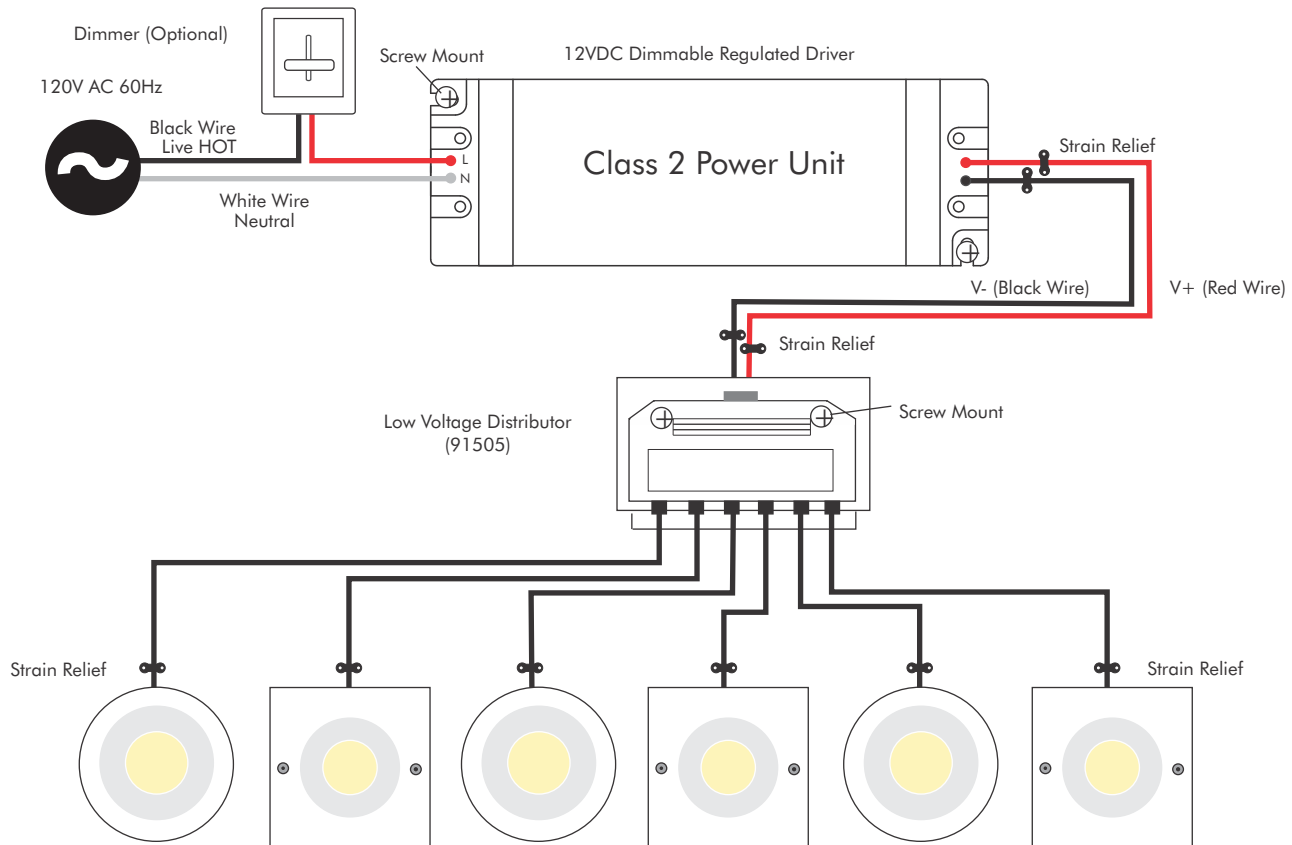 Dimmer (Optional)
Screw Mount
12VDC Dimmable Regulated Driver
120V AC 60Hz
Black Wire
Live HOT
L
N
Class 2 Power Unit
Strain Relief
White Wire
Neutral
V- (Black Wire)
V+ (Red Wire)
Strain Relief
Low Voltage Distributor
(91505)
Screw Mount
Strain Relief
Strain Relief